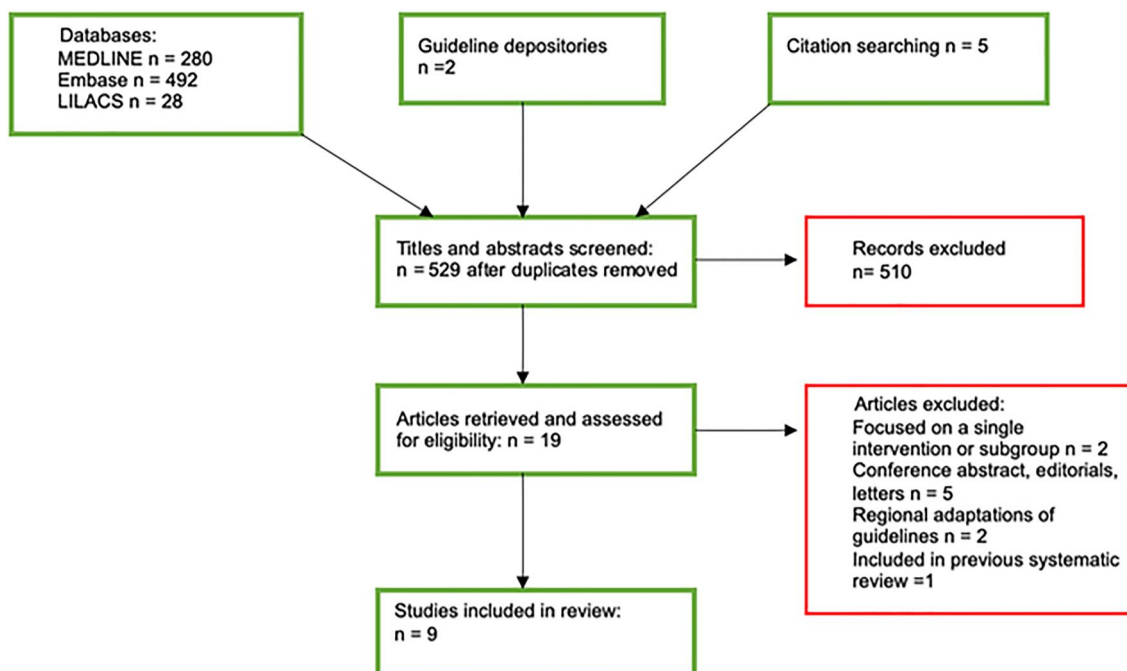 Databases:
MEDLINE n = 280
Embase n = 492
LILACS n = 28
Guideline depositories
n =2
Citation searching n = 5
Titles and abstracts screened:
n = 529 after duplicates removed
Records excluded
n= 510
Articles retrieved and assessed
for eligibility: n = 19
Articles excluded:
Focused on a single
intervention or subgroup n = 2
Conference abstract, editorials,
letters n = 5
Regional adaptations of
guidelines n = 2
Included in previous systematic
review =1
Studies included in review:
n = 9